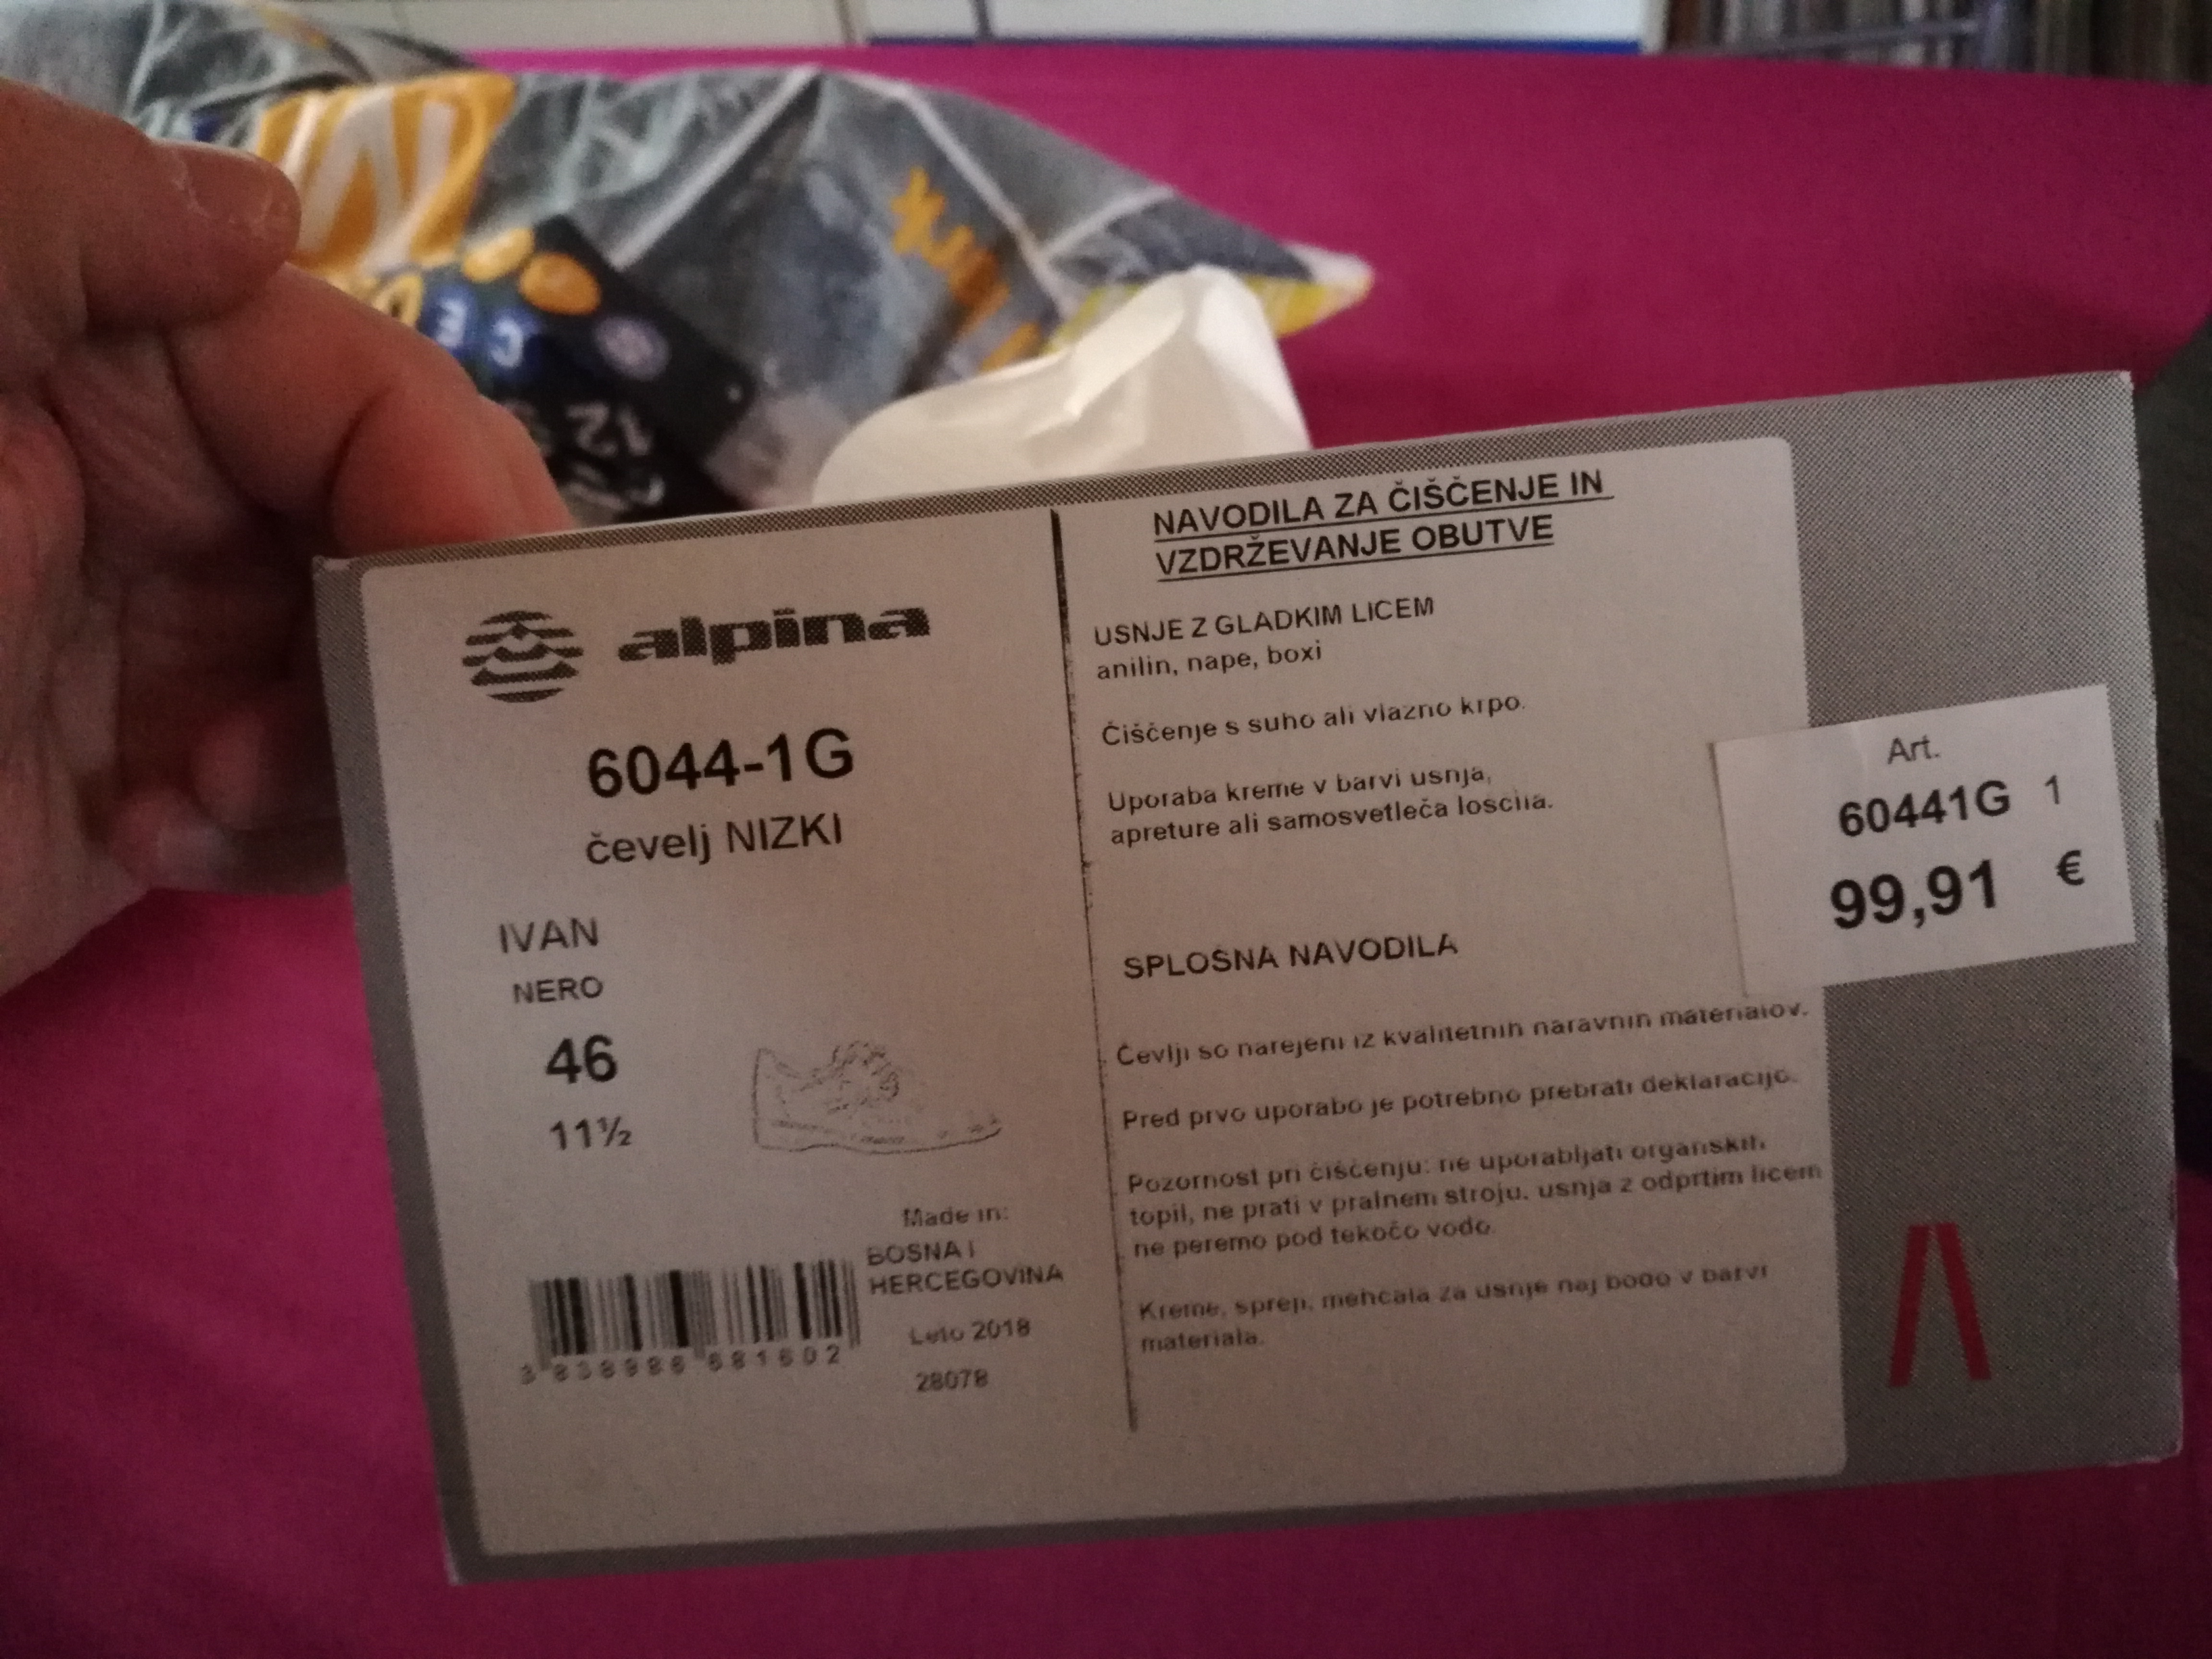 alpina
6044-1G
čevelj NIZKI
IVAN
NERO
46
11½
Made in:
BOSNA I
HERCEGOVINA
Leto 2018
28078
NAVODILA ZA ČIŠČENJE IN
VZDRŽEVANJE OBUTVE
USNJE Z GLADKIM LICEM
anilin, nape, boxi
Čiščenje s suho ali vlažno krpo.
Uporaba kreme v barvi usnja,
apreture ali samosvetleča loščila.
SPLOŠNA NAVODILA
Čevlji so narejeni iz kvalitetnih naravnih materialov.
Pred prvo uporabo je potrebno prebrati deklaracijo.
Pozornost pri čiščenju: ne uporabljati organskih
topil, ne prati v pralnem stroju, usnja z odprtim licem
ne peremo pod tekočo vodo.
Kreme, spreji, mehčala za usnje naj bodo v barvi
materiala.
Art.
60441G 1
99,91 €
12